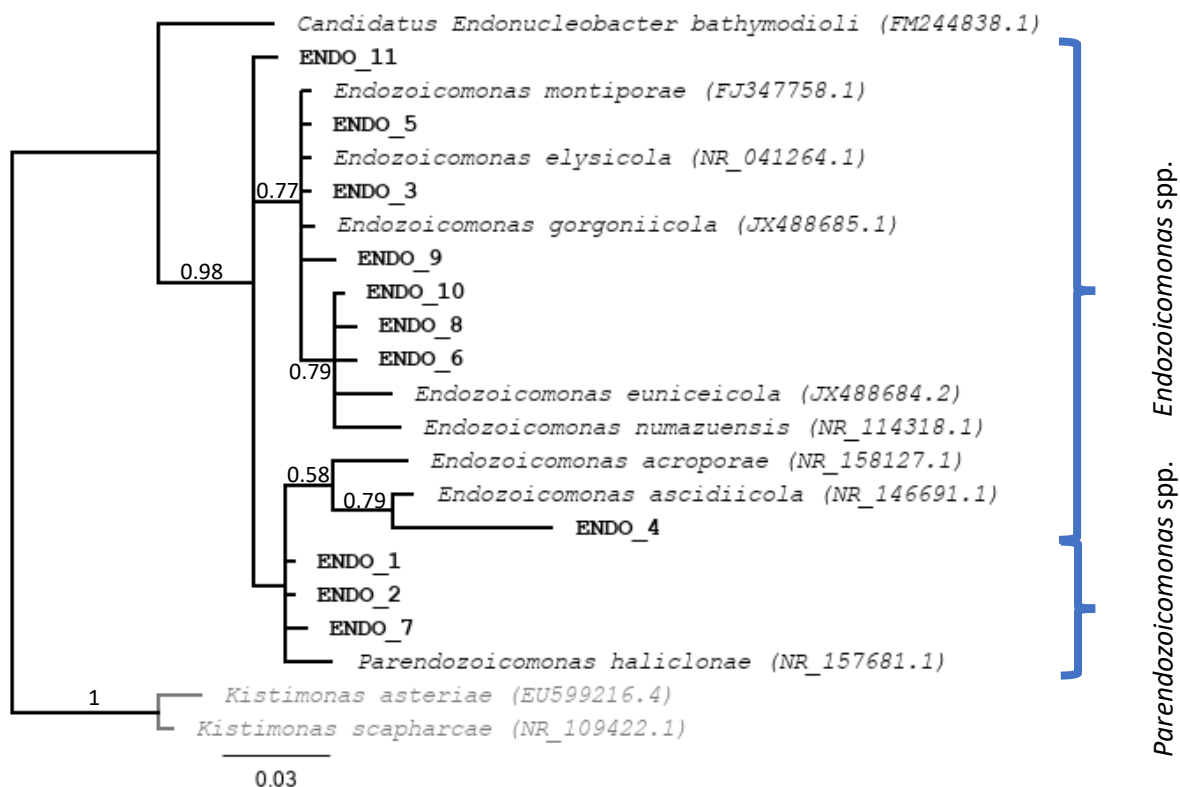 Candidatus Endonucleobacter bathymodioli (FM244838.1)
ENDO_11
Endozoicomonas montiporae (FJ347758.1)
ENDO_5
Endozoicomonas elysicola (NR_041264.1)
0.77
ENDO_3
Endozoicomonas gorgoniicola (JX488685.1)
ENDO_9
0.98
ENDO_10
ENDO_8
ENDO_6
0.79
Endozoicomonas euniceicola (JX488684.2)
Endozoicomonas numazuensis (NR_114318.1)
Endozoicomonas acroporae (NR_158127.1)
0.58
Endozoicomonas ascidiicola (NR_146691.1)
0.79
ENDO_4
ENDO_1
ENDO_2
ENDO_7
Parendozoicomonas haliclonae (NR_157681.1)
Kistimonas asteriae (EU599216.4)
1
Kistimonas scapharcae (NR_109422.1)
0.03
Endozoicomonas spp.
Parendozoicomonas spp.